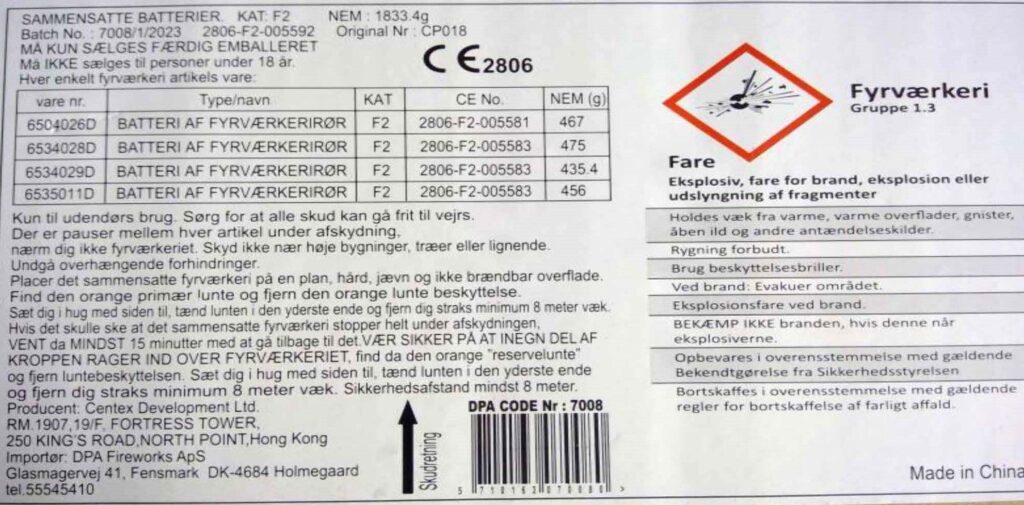 SAMMENSATTE BATTERIER. KAT: F2 NEM : 1833.4g
Batch No. : 7008/1/2023 2806-F2-005592 Original Nr : CP018
MÅ KUN SÆLGES FÆRDIG EMBALLERET
Må IKKE sælges til personer under 18 år.
Hver enkelt fyrværkeri artikels vare:
CE 2806
vare nr. Type/navn KAT CE No. NEM (g)
6504026D BATTERI AF FYRVÆRKERIRØR F2 2806-F2-005581 467
6534028D BATTERI AF FYRVÆRKERIRØR F2 2806-F2-005583 475
6534029D BATTERI AF FYRVÆRKERIRØR F2 2806-F2-005583 435.4
6535011D BATTERI AF FYRVÆRKERIRØR F2 2806-F2-005583 456
Kun til udendørs brug. Sørg for at alle skud kan gå frit til vejrs.
Der er pauser mellem hver artikel under afskydning,
nærm dig ikke fyrværkeriet. Skyd ikke nær høje bygninger, træer eller lignende.
Undgå overhængende forhindringer.
Placer det sammensatte fyrværkeri på en plan, hård, jævn og ikke brændbar overflade.
Find den orange primær lunte og fjern den orange lunte beskyttelse.
Sæt dig i hug med siden til, tænd lunten i den yderste ende og fjern dig straks minimum 8 meter væk.
Hvis det skulle ske at det sammensatte fyrværkeri stopper helt under afskydningen,
VENT da MINDST 15 minutter med at gå tilbage til det.VÆR SIKKER PÅ AT INEGN DEL AF
KROPPEN RAGER IND OVER FYRVÆRKERIET, find da den orange "reservelunte"
og fjern luntebeskyttelsen. Sæt dig i hug med siden til, tænd lunten i den yderste ende
og fjern dig straks minimum 8 meter væk. Sikkerhedsafstand mindst 8 meter.
Producent: Centex Development Ltd.
RM.1907,19/F, FORTRESS TOWER,
250 KING'S ROAD,NORTH POINT,Hong Kong
Importør: DPA Fireworks ApS
Glasmagervej 41, Fensmark DK-4684 Holmegaard
tel.55545410
Skudretning
DPA CODE Nr : 7008
5 710162 070080 >
Fyrværkeri
Gruppe 1.3
Fare
Eksplosiv, fare for brand, eksplosion eller
udslyngning af fragmenter
Holdes væk fra varme, varme overflader, gnister,
åben ild og andre antændelseskilder.
Rygning forbudt.
Brug beskyttelsesbriller.
Ved brand: Evakuer området.
Eksplosionsfare ved brand.
BEKÆMP IKKE branden, hvis denne når
eksplosiverne.
Opbevares i overensstemmelse med gældende
Bekendtgørelse fra Sikkerhedsstyrelsen
Bortskaffes i overensstemmelse med gældende
regler for bortskaffelse af farligt affald.
Made in China